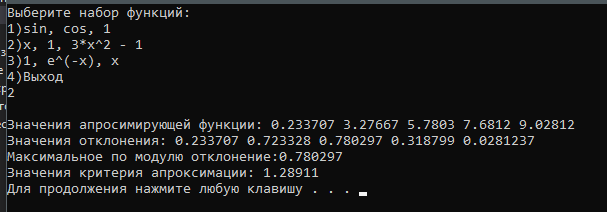 Выберите набор функций:
1)sin, cos, 1
2)x, 1, 3*x^2 - 1
3)1, e^(-x), x
4)Выход
2
Значения апросимирующей функции: 0.233707 3.27667 5.7803 7.6812 9.02812
Значения отклонения: 0.233707 0.723328 0.780297 0.318799 0.0281237
Максимальное по модулю отклонение:0.780297
Значения критерия апроксимации: 1.28911
Для продолжения нажмите любую клавишу . . .